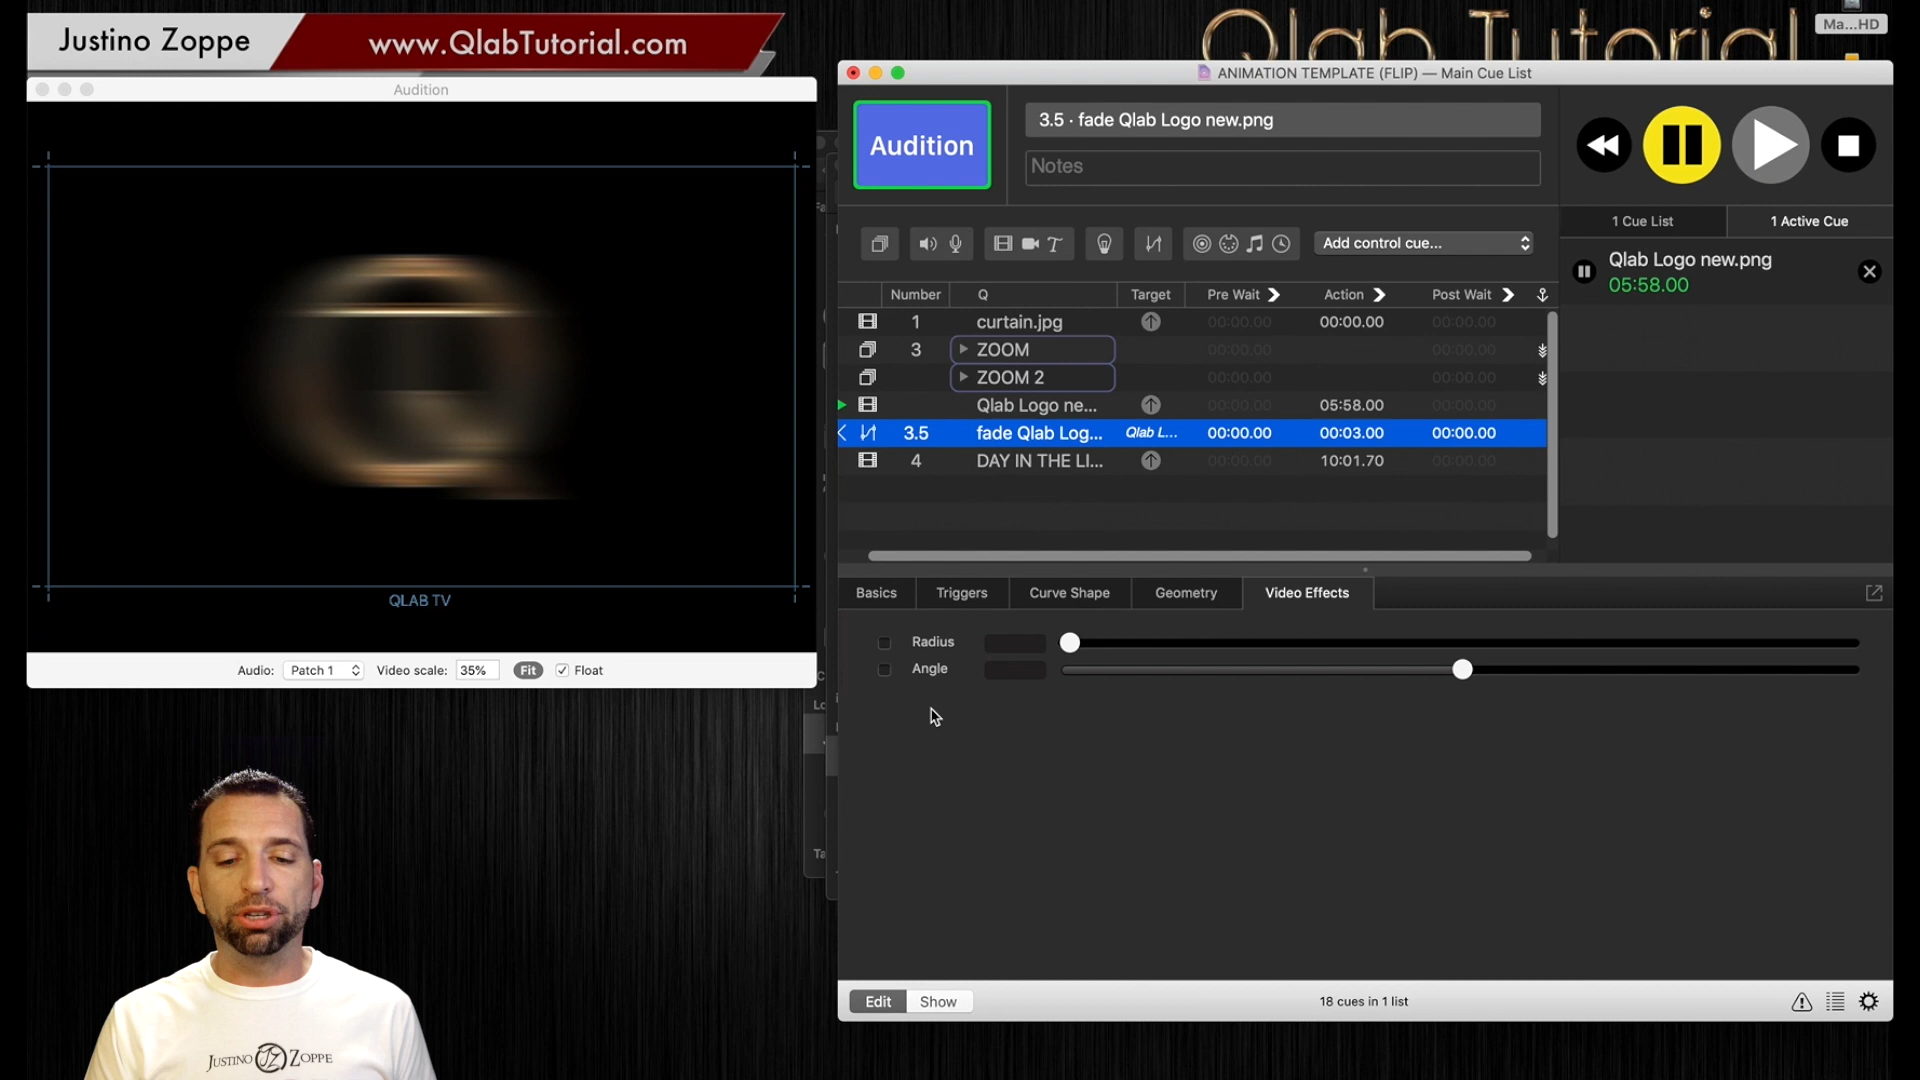 Justino Zoppe
www.QlabTutorial.com
Qlab Tutorial
Ma...HD
Audition
QLAB TV
Audio: Patch 1 Video scale: 35% Fit Float
ANIMATION TEMPLATE (FLIP) — Main Cue List
Audition
3.5 · fade Qlab Logo new.png
Notes
Add control cue...
1 Cue List 1 Active Cue
Qlab Logo new.png
05:58.00
Number Q Target Pre Wait Action Post Wait
1 curtain.jpg 00:00.00 00:00.00 00:00.00
3 ZOOM 00:00.00 00:00.00
ZOOM 2 00:00.00 00:00.00
Qlab Logo ne... 00:00.00 05:58.00 00:00.00
3.5 fade Qlab Log... Qlab L... 00:00.00 00:03.00 00:00.00
4 DAY IN THE LI... 00:00.00 10:01.70 00:00.00
Basics Triggers Curve Shape Geometry Video Effects
Radius
Angle
Edit Show 18 cues in 1 list
Fa
Lo
Ta
JUSTINO JZ ZOPPE